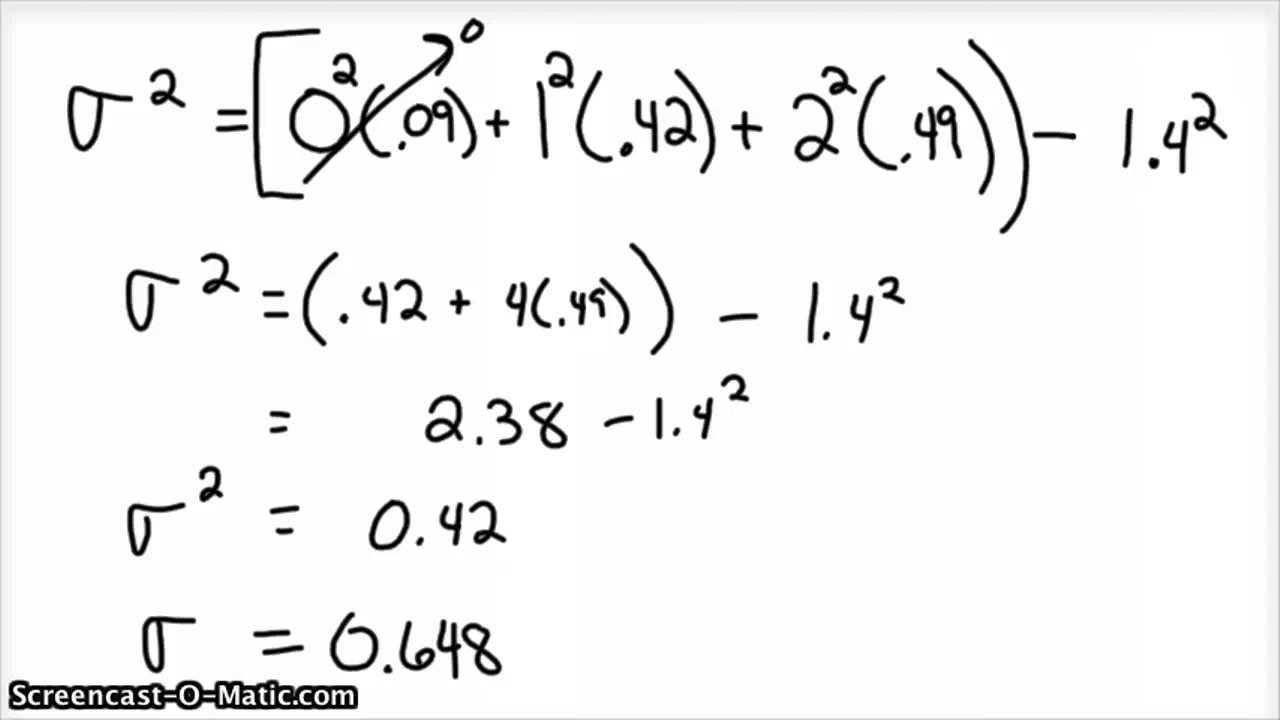 σ² = [0²(.09) + 1²(.42) + 2²(.49)) − 1.4²
0
σ² = (.42 + 4(.49)) − 1.4²
= 2.38 − 1.4²
σ² = 0.42
σ = 0.648
Screencast-O-Matic.com